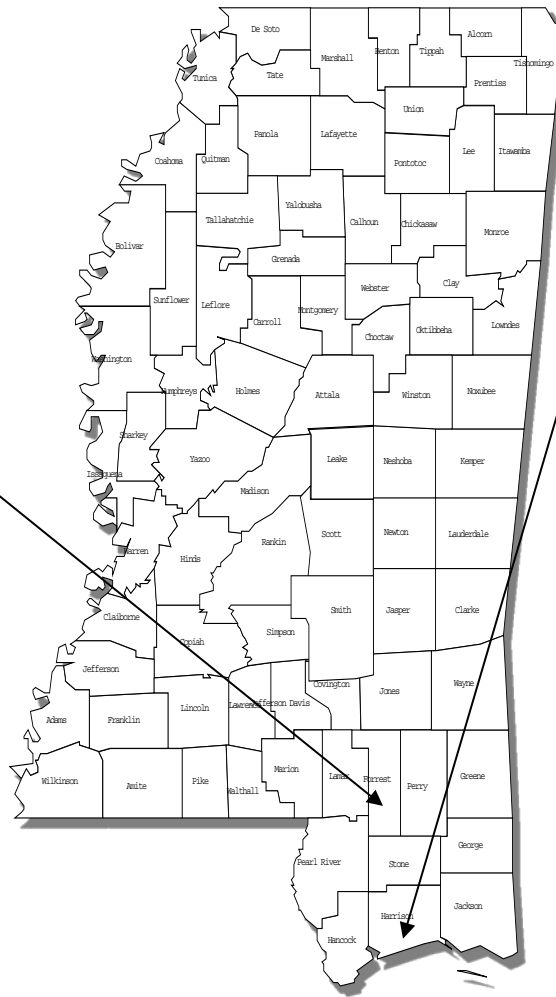 De Soto
Marshall
Benton
Tippah
Alcorn
Tishomingo
Tunica
Tate
Prentiss
Union
Panola
Lafayette
Lee
Itawamba
Coahoma
Quitman
Pontotoc
Tallahatchie
Yalobusha
Calhoun
Chickasaw
Monroe
Bolivar
Grenada
Webster
Clay
Sunflower
Leflore
Carroll
Montgomery
Choctaw
Oktibbeha
Lowndes
Washington
Humphreys
Holmes
Attala
Winston
Noxubee
Sharkey
Yazoo
Leake
Neshoba
Kemper
Issaquena
Madison
Warren
Hinds
Rankin
Scott
Newton
Lauderdale
Claiborne
Copiah
Simpson
Smith
Jasper
Clarke
Jefferson
Covington
Jones
Wayne
Adams
Franklin
Lincoln
Lawrence
Jefferson Davis
Wilkinson
Amite
Pike
Walthall
Marion
Lamar
Forrest
Perry
Greene
Pearl River
Stone
George
Hancock
Harrison
Jackson